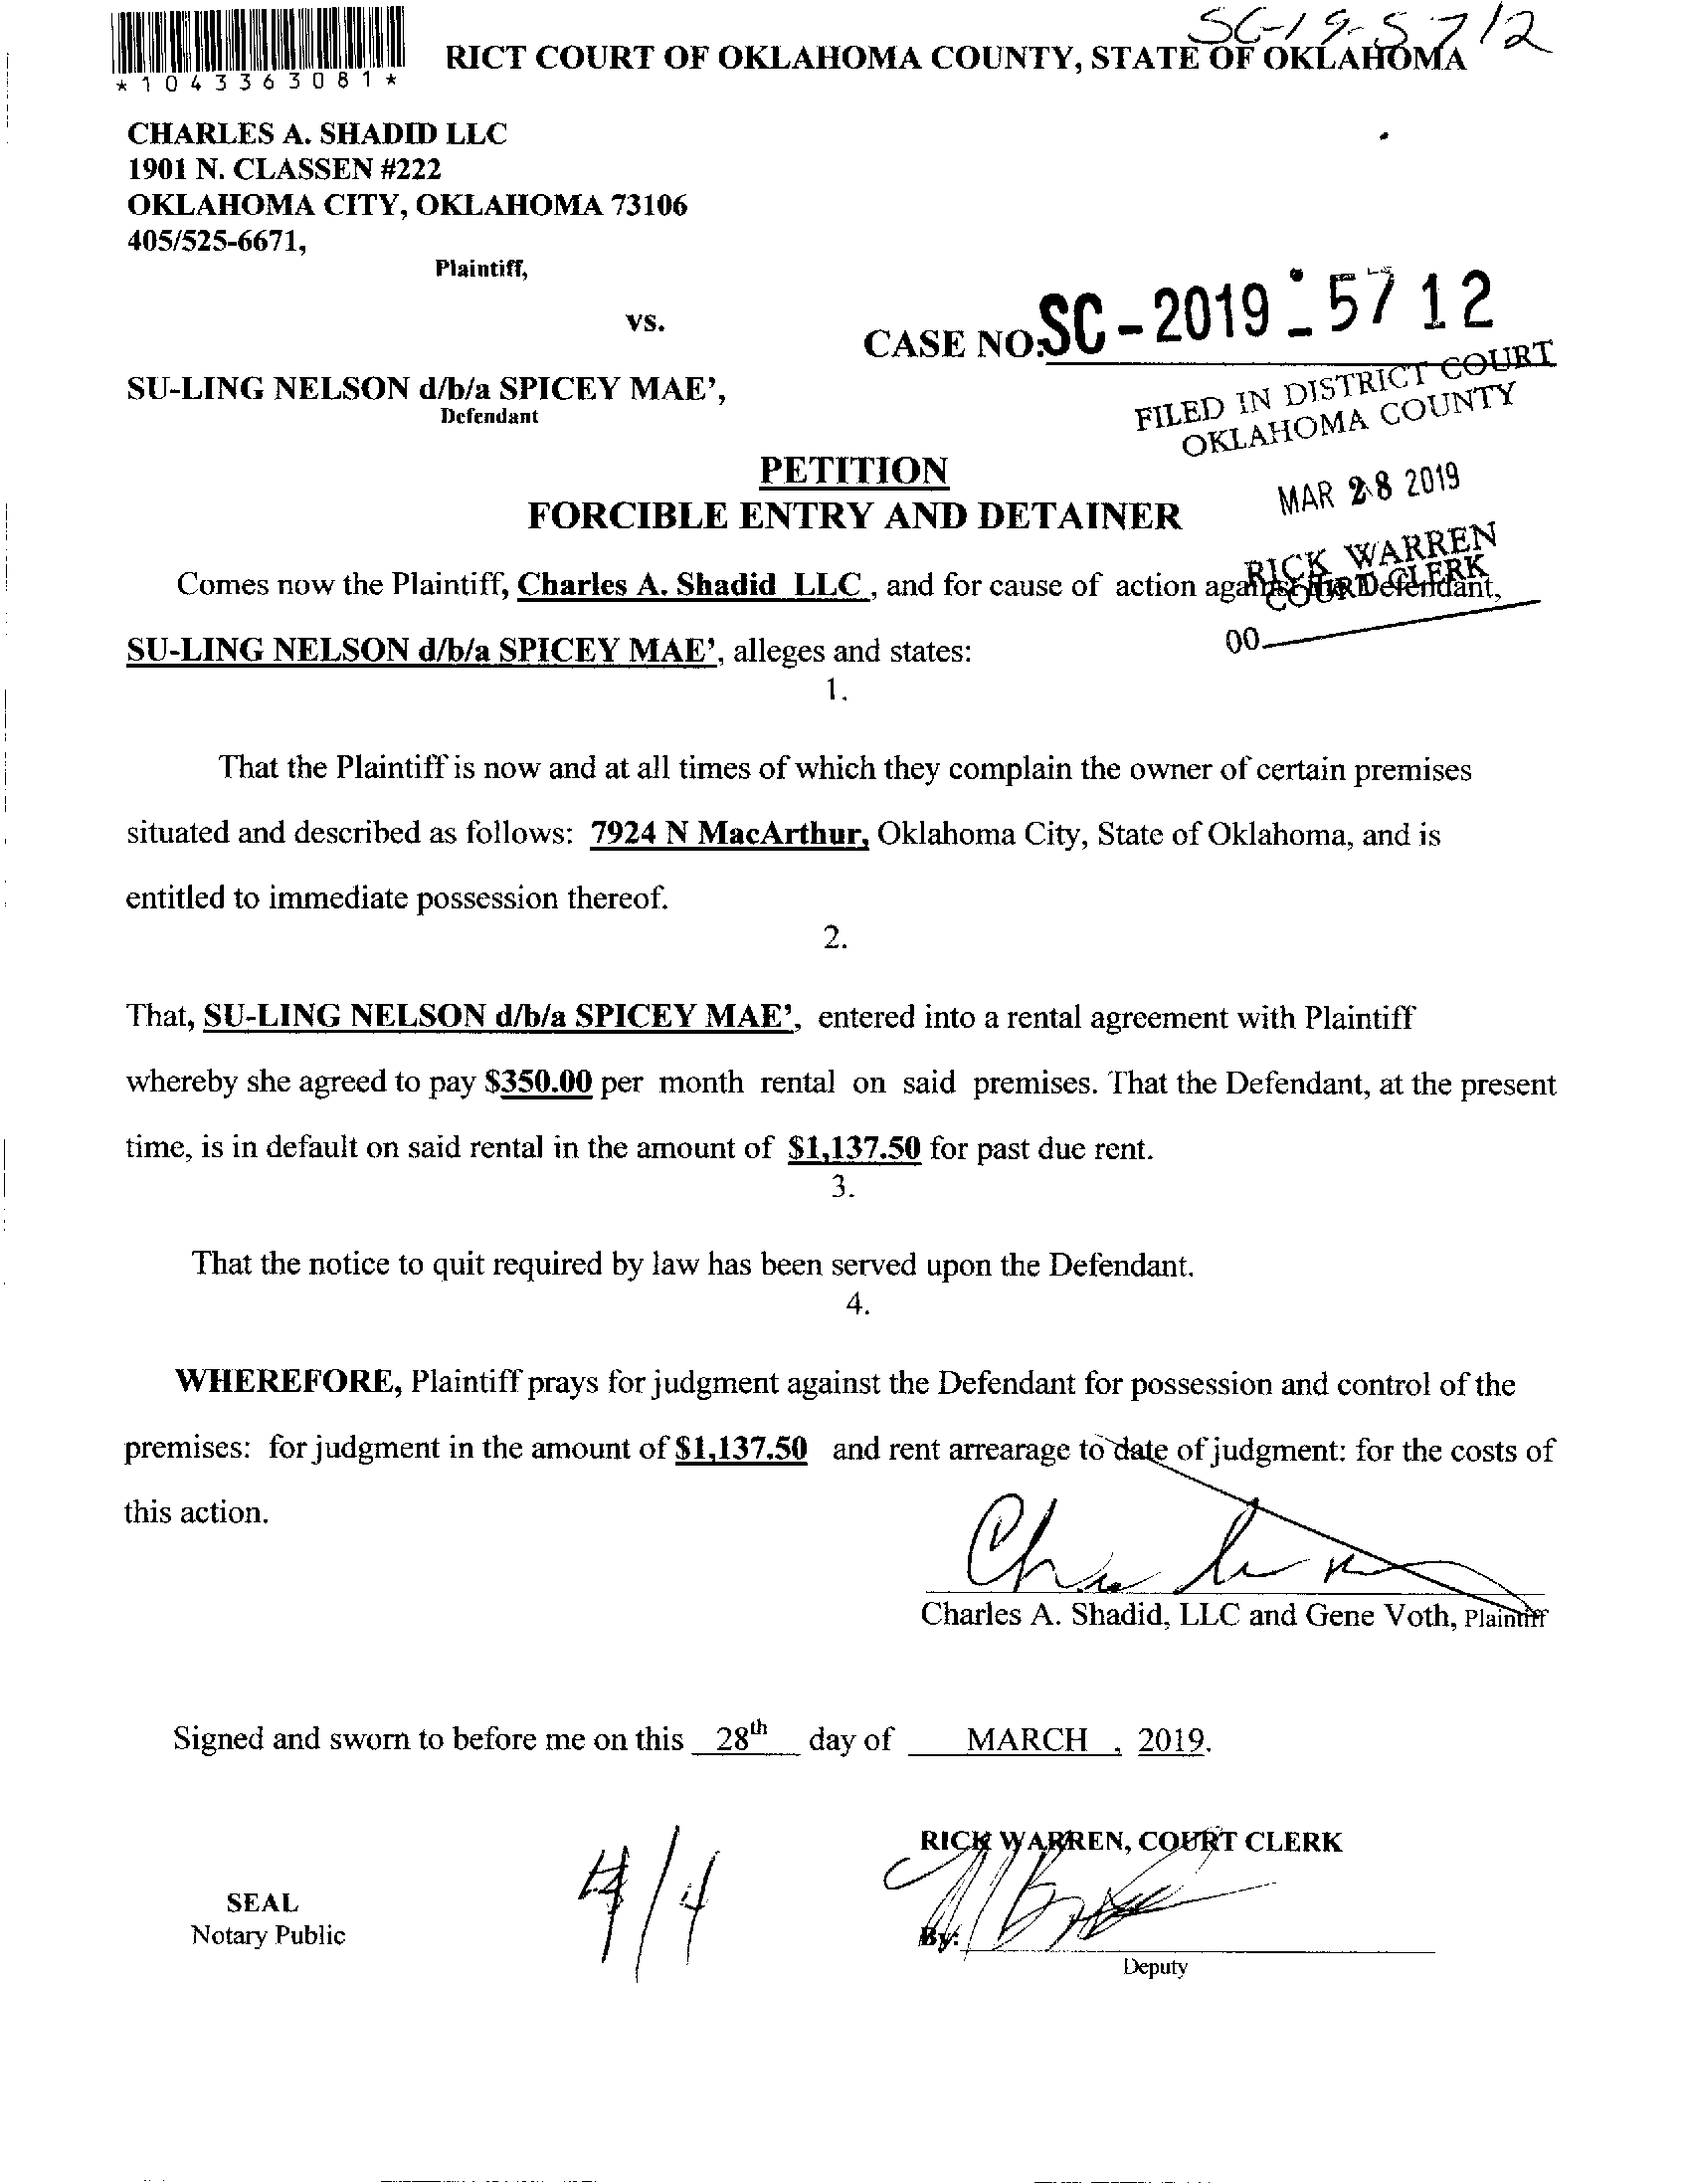 SC-19-5712
RICT COURT OF OKLAHOMA COUNTY, STATE OF OKLAHOMA
*1043363081*
CHARLES A. SHADID LLC
1901 N. CLASSEN #222
OKLAHOMA CITY, OKLAHOMA 73106
405/525-6671,
Plaintiff,
vs.
CASE NO: SC-2019-5712
SU-LING NELSON d/b/a SPICEY MAE’,
Defendant
FILED IN DISTRICT COURT
OKLAHOMA COUNTY
PETITION
MAR 28 2019
FORCIBLE ENTRY AND DETAINER
RICK WARREN
COURT CLERK
Comes now the Plaintiff, Charles A. Shadid LLC , and for cause of action against the Defendant,
00
SU-LING NELSON d/b/a SPICEY MAE’, alleges and states:
1.
That the Plaintiff is now and at all times of which they complain the owner of certain premises
situated and described as follows: 7924 N MacArthur, Oklahoma City, State of Oklahoma, and is
entitled to immediate possession thereof.
2.
That, SU-LING NELSON d/b/a SPICEY MAE’, entered into a rental agreement with Plaintiff
whereby she agreed to pay $350.00 per month rental on said premises. That the Defendant, at the present
time, is in default on said rental in the amount of $1,137.50 for past due rent.
3.
That the notice to quit required by law has been served upon the Defendant.
4.
WHEREFORE, Plaintiff prays for judgment against the Defendant for possession and control of the
premises: for judgment in the amount of $1,137.50 and rent arrearage to date of judgment: for the costs of
this action.
Charles A. Shadid, LLC and Gene Voth, Plaintiff
Signed and sworn to before me on this 28th day of MARCH , 2019.
RICK WARREN, COURT CLERK
4/4
SEAL
Notary Public
By:
Deputy